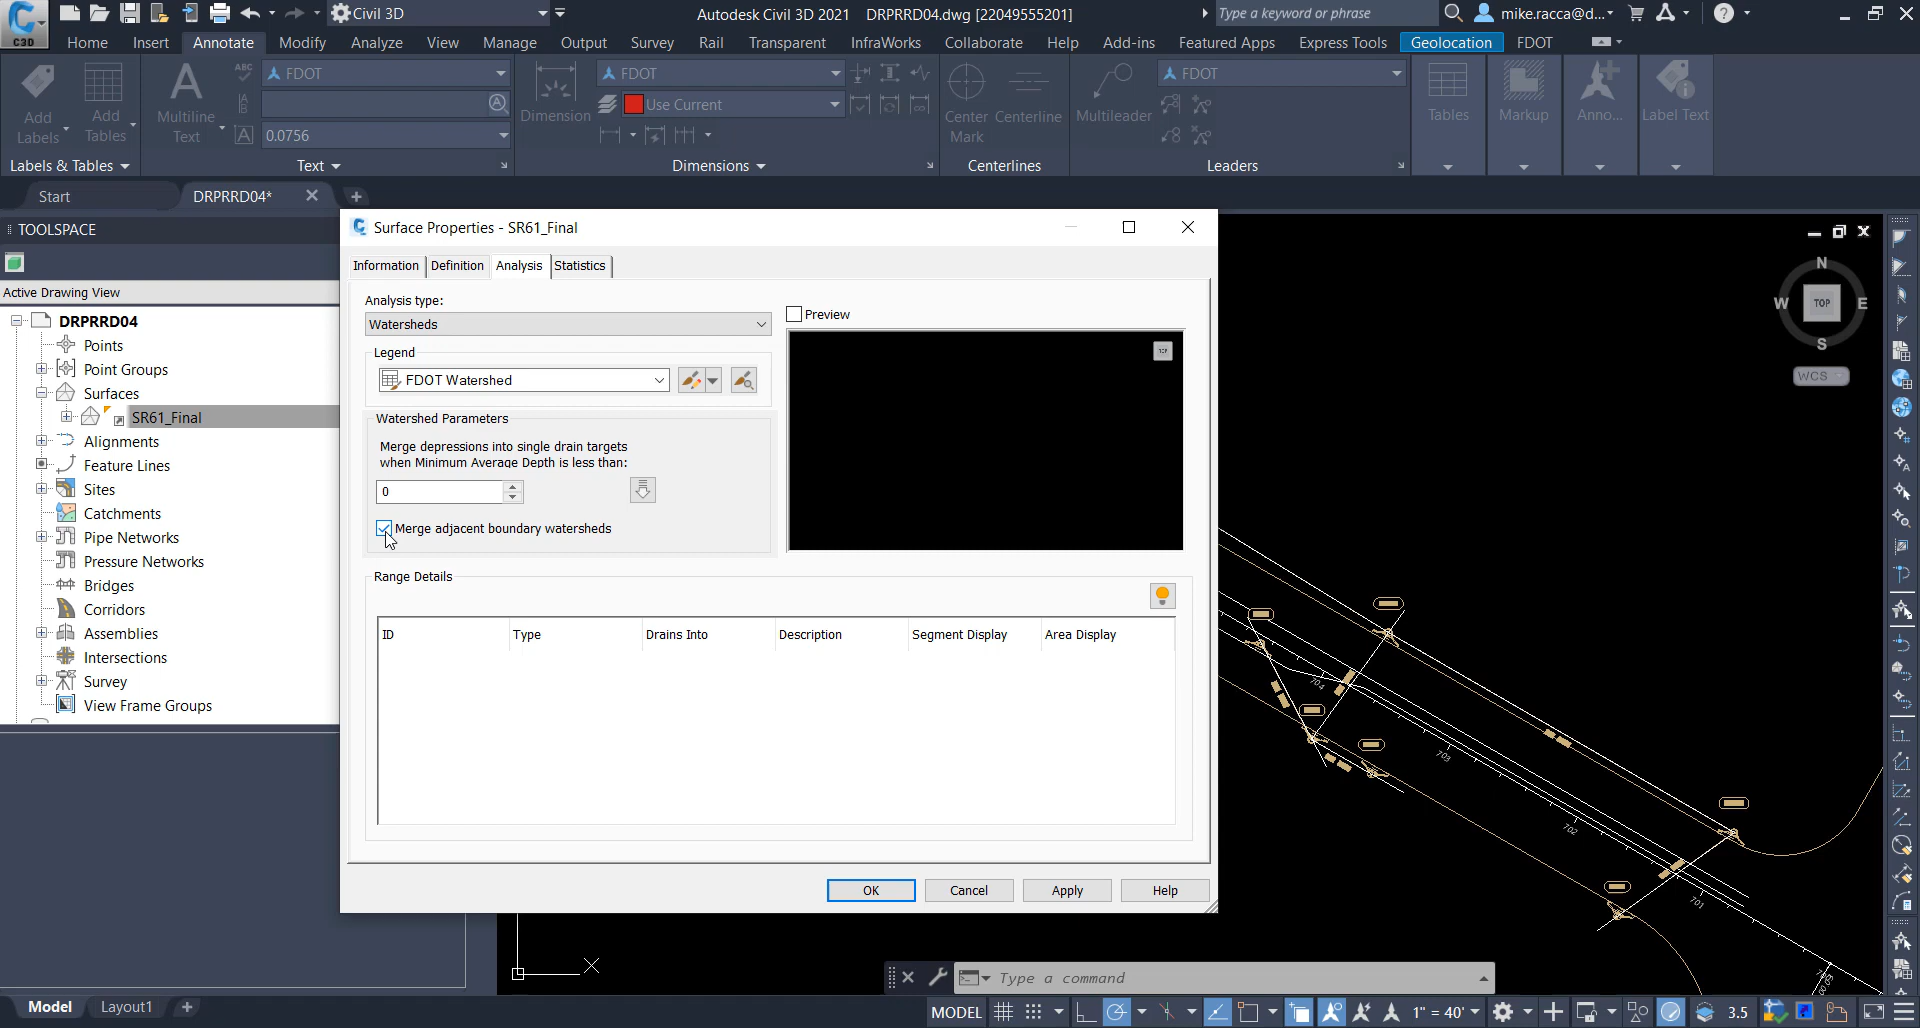 Civil 3D
Autodesk Civil 3D 2021 DRPRRD04.dwg [22049555201]
Type a keyword or phrase
mike.racca@d...
C3D
Home Insert Annotate Modify Analyze View Manage Output Survey Rail Transparent InfraWorks Collaborate Help Add-ins Featured Apps Express Tools Geolocation FDOT
FDOT
FDOT
FDOT
Use Current
0.0756
Add Labels
Add Tables
Multiline Text
Dimension
Center Mark
Centerline
Multileader
Tables
Markup
Anno...
Label Text
Labels & Tables
Text
Dimensions
Centerlines
Leaders
Start
DRPRRD04*
TOOLSPACE
Active Drawing View
DRPRRD04
Points
Point Groups
Surfaces
SR61_Final
Alignments
Feature Lines
Sites
Catchments
Pipe Networks
Pressure Networks
Bridges
Corridors
Assemblies
Intersections
Survey
View Frame Groups
Surface Properties - SR61_Final
Information Definition Analysis Statistics
Analysis type:
Watersheds
Preview
Legend
FDOT Watershed
TOP
Watershed Parameters
Merge depressions into single drain targets
when Minimum Average Depth is less than:
0
Merge adjacent boundary watersheds
Range Details
ID Type Drains Into Description Segment Display Area Display
OK Cancel Apply Help
N
W TOP E
S
WCS
704
703
702
701
Type a command
Model Layout1
MODEL
1" = 40'
3.5